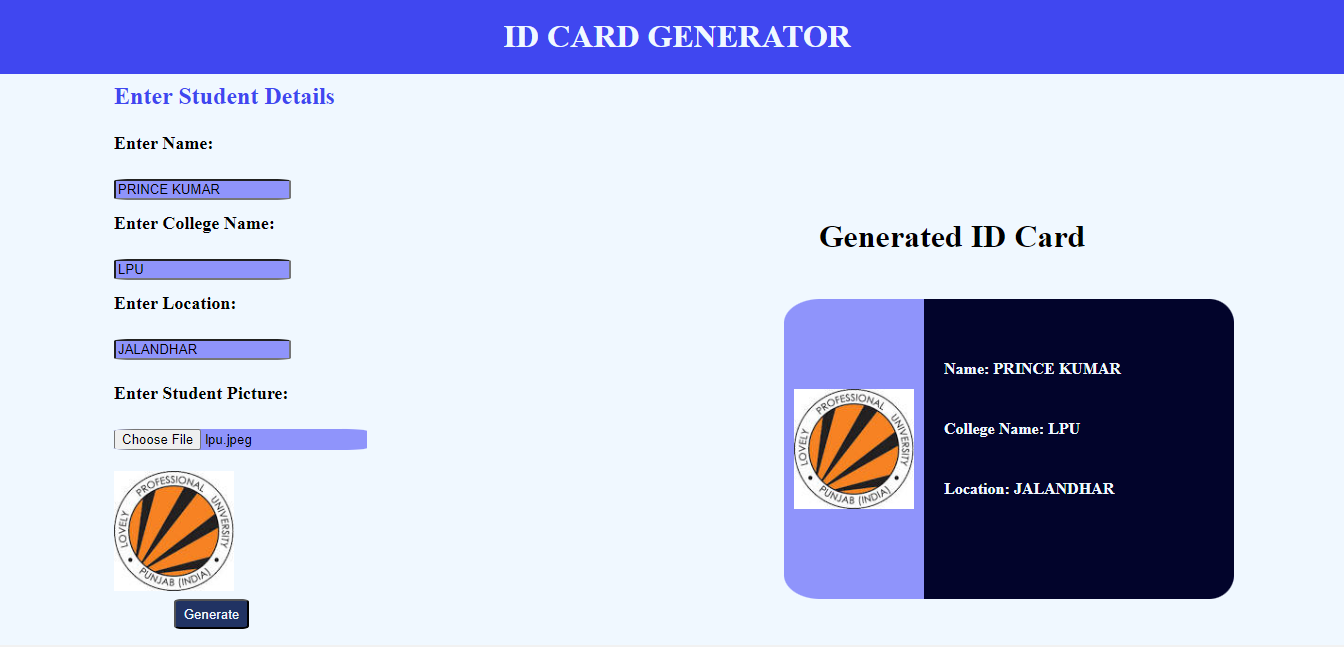 ID CARD GENERATOR
Enter Student Details
Enter Name:
PRINCE KUMAR
Enter College Name:
LPU
Enter Location:
JALANDHAR
Enter Student Picture:
Choose File lpu.jpeg
LOVELY PROFESSIONAL UNIVERSITY
PUNJAB (INDIA)
Generate
Generated ID Card
LOVELY PROFESSIONAL UNIVERSITY
PUNJAB (INDIA)
Name: PRINCE KUMAR
College Name: LPU
Location: JALANDHAR